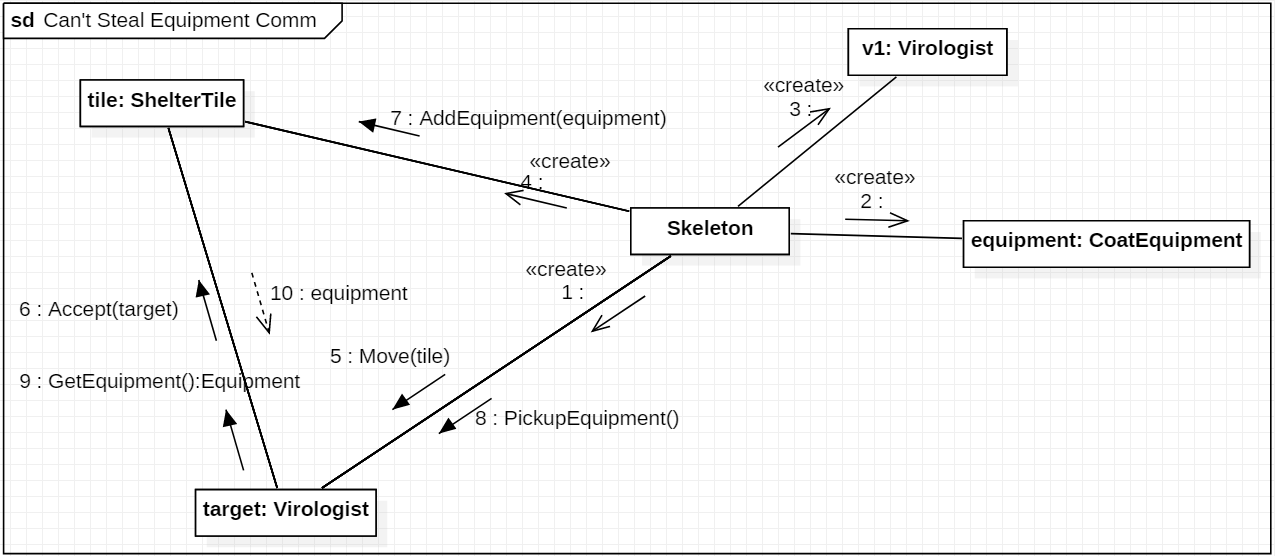 sd Can't Steal Equipment Comm
v1: Virologist
«create»
3 :
tile: ShelterTile
7 : AddEquipment(equipment)
«create»
4 :
«create»
2 :
Skeleton
equipment: CoatEquipment
«create»
1 :
10 : equipment
6 : Accept(target)
5 : Move(tile)
9 : GetEquipment():Equipment
8 : PickupEquipment()
target: Virologist